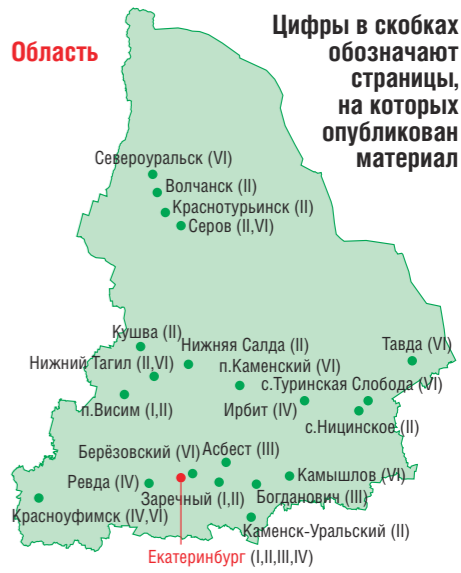 Область
Цифры в скобках
обозначают
страницы,
на которых
опубликован
материал
Североуральск (VI)
Волчанск (II)
Краснотурьинск (II)
Серов (II,VI)
Кушва (II)
Нижняя Салда (II)
Тавда (VI)
Нижний Тагил (II,VI)
п.Каменский (VI)
с.Туринская Слобода (VI)
п.Висим (I,II)
Ирбит (IV)
с.Ницинское (II)
Берёзовский (VI)
Асбест (III)
Ревда (IV)
Заречный (I,II)
Камышлов (VI)
Богданович (III)
Красноуфимск (IV,VI)
Каменск-Уральский (II)
Екатеринбург (I,II,III,IV)